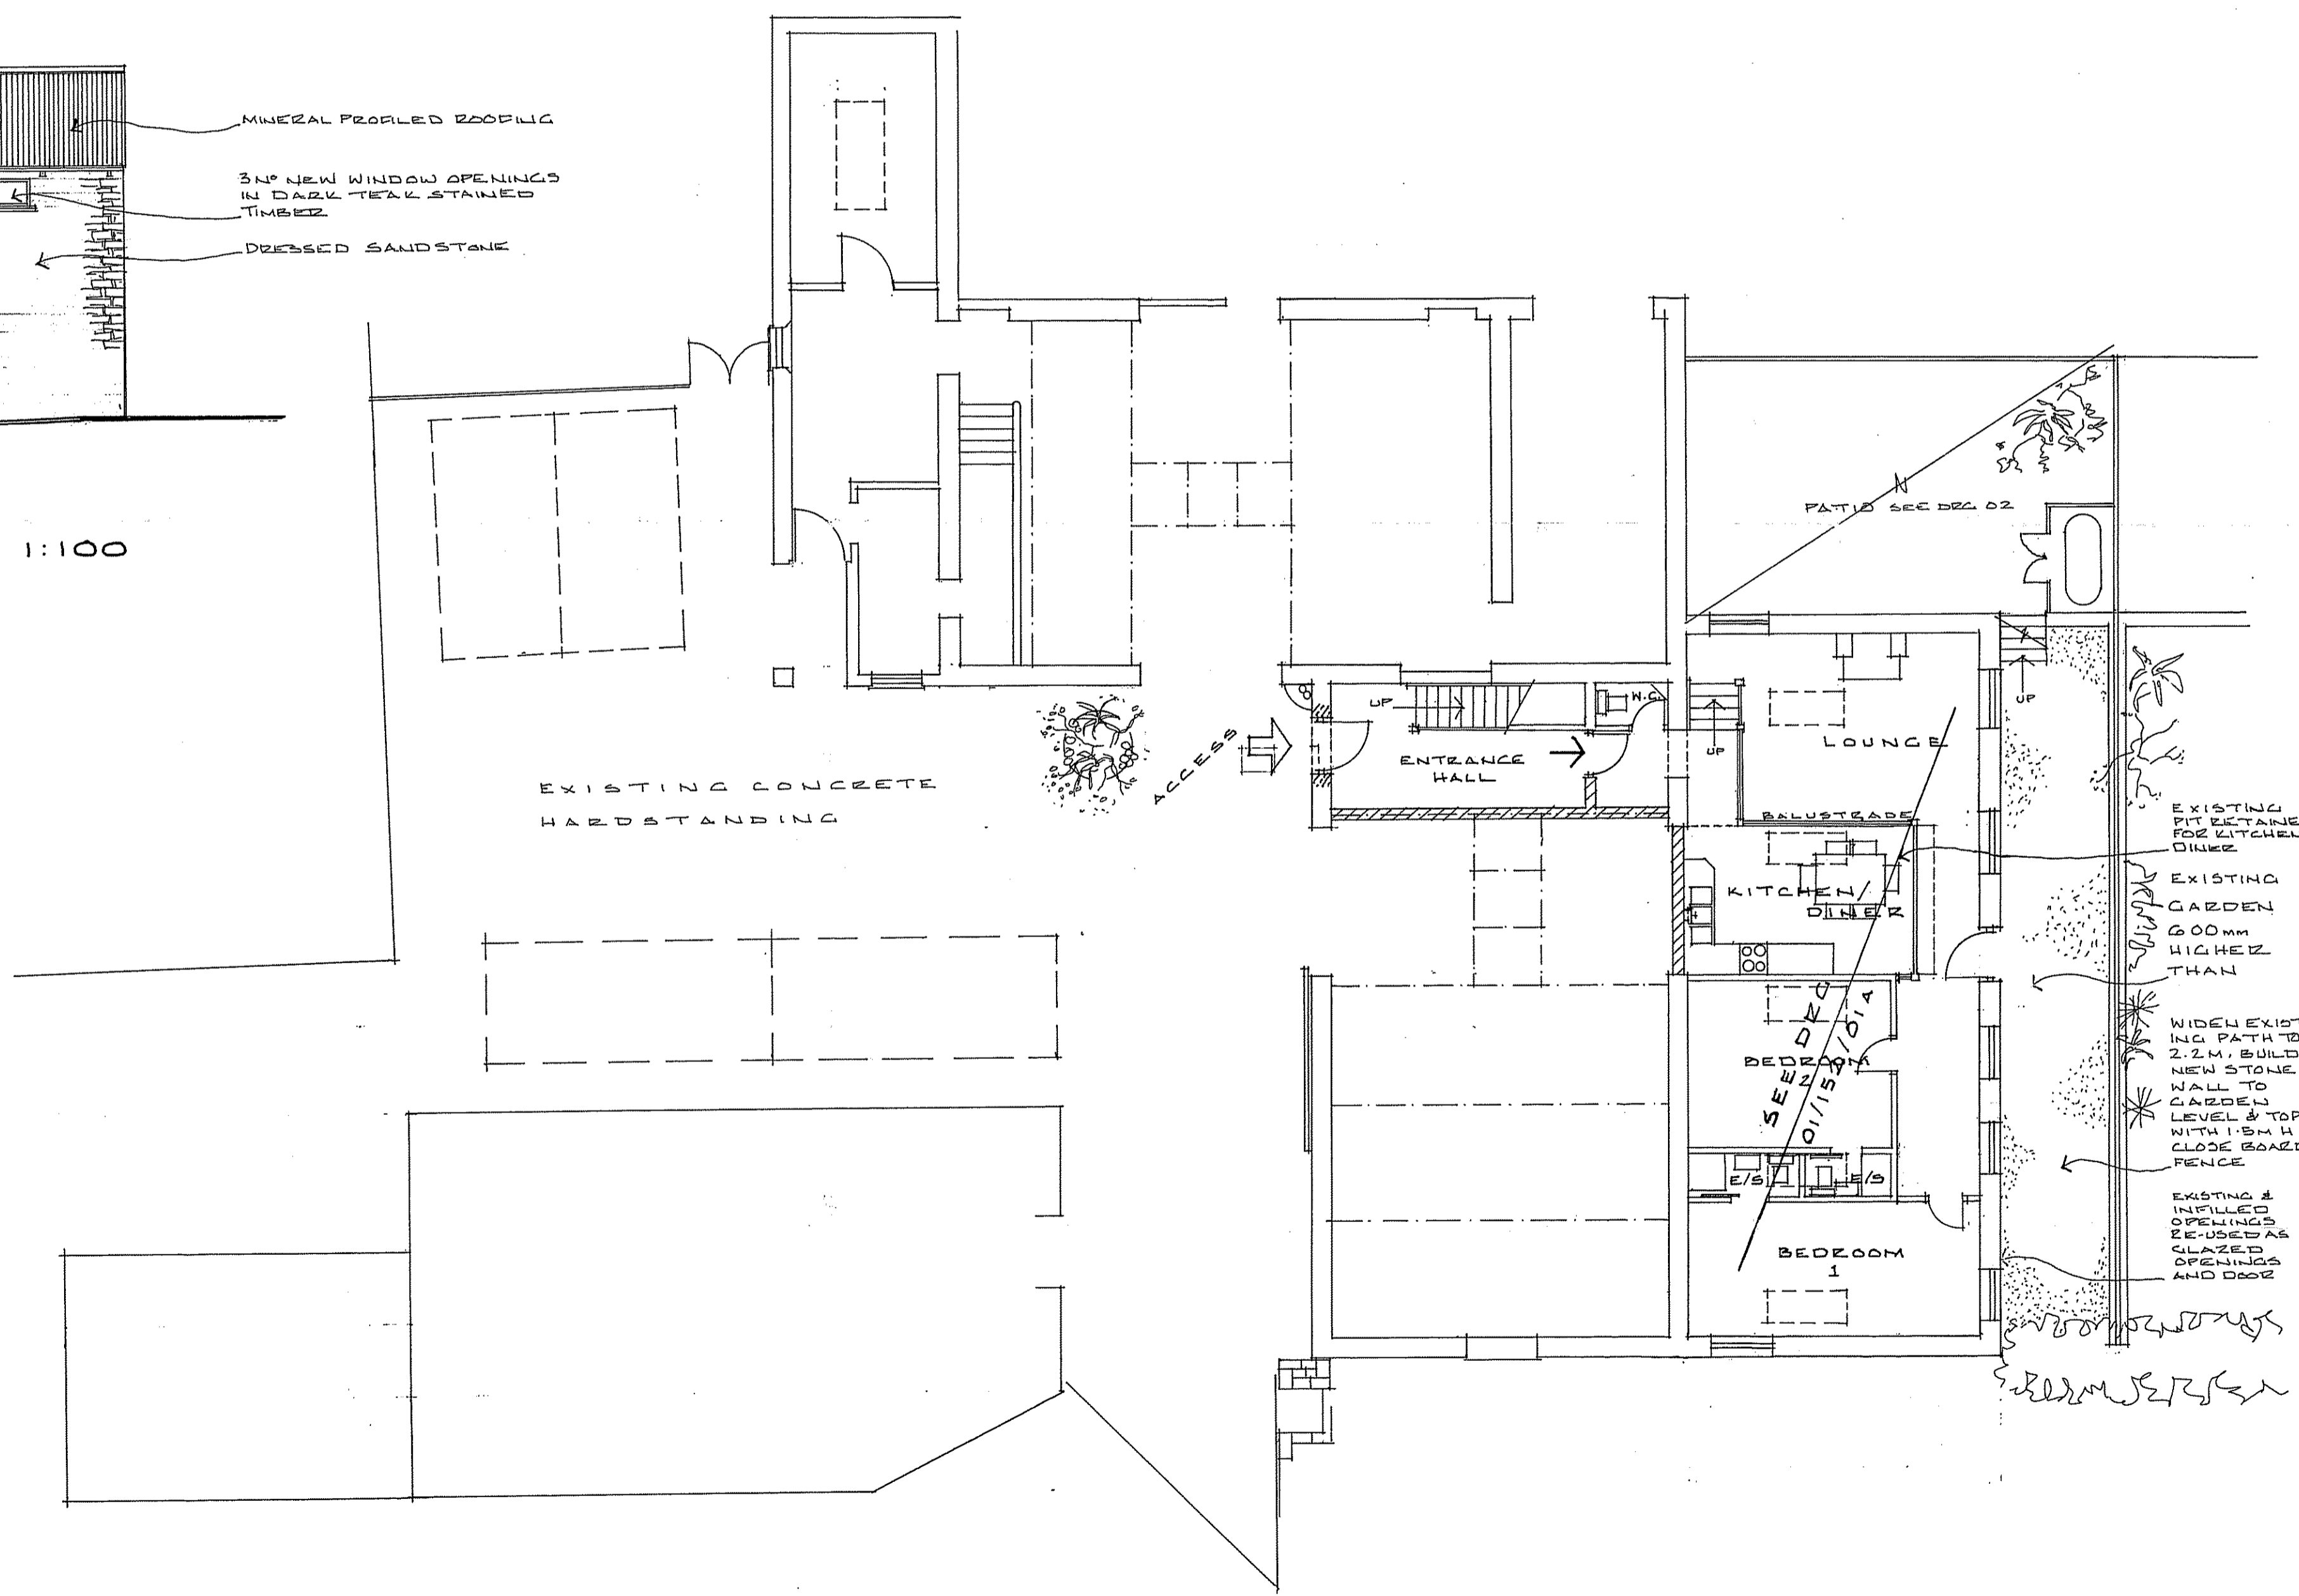 MINERAL PROFILED ROOFING
3 No NEW WINDOW OPENINGS
IN DARK TEAK STAINED
TIMBER
DRESSED SANDSTONE
1:100
EXISTING CONCRETE
HARDSTANDING
ACCESS
UP
ENTRANCE
HALL
W.C.
UP
LOUNGE
BALUSTRADE
KITCHEN/
DINER
BEDROOM
2
SEE DRG
01/152/01A
E/S
E/S
BEDROOM
1
N
PATIO SEE DRG 02
UP
EXISTING
PIT RETAINE
FOR KITCHEN
DINER
EXISTING
GARDEN
600mm
HIGHER
THAN
WIDEN EXIST
ING PATH TO
2.2M. BUILD
NEW STONE
WALL TO
GARDEN
LEVEL & TOP
WITH 1.5M H
CLOSE BOARD
FENCE
EXISTING &
INFILLED
OPENINGS
RE-USED AS
GLAZED
OPENINGS
AND DOOR